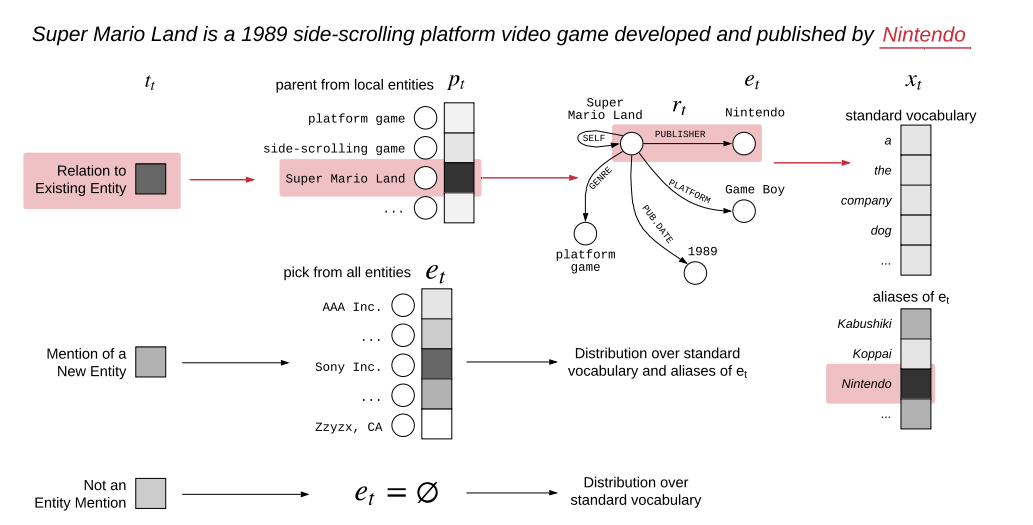 Super Mario Land is a 1989 side-scrolling platform video game developed and published by Nintendo
t_t
parent from local entities p_t
platform game
side-scrolling game
Super Mario Land
...
Relation to
Existing Entity
Super
Mario Land
r_t
e_t
Nintendo
SELF
PUBLISHER
GENRE
PLATFORM
PUB.DATE
Game Boy
platform
game
1989
x_t
standard vocabulary
a
the
company
dog
...
aliases of e_t
Kabushiki
Koppai
Nintendo
...
pick from all entities e_t
AAA Inc.
...
Sony Inc.
...
Zzyzx, CA
Mention of a
New Entity
Distribution over standard
vocabulary and aliases of e_t
Not an
Entity Mention
e_t = ∅
Distribution over
standard vocabulary